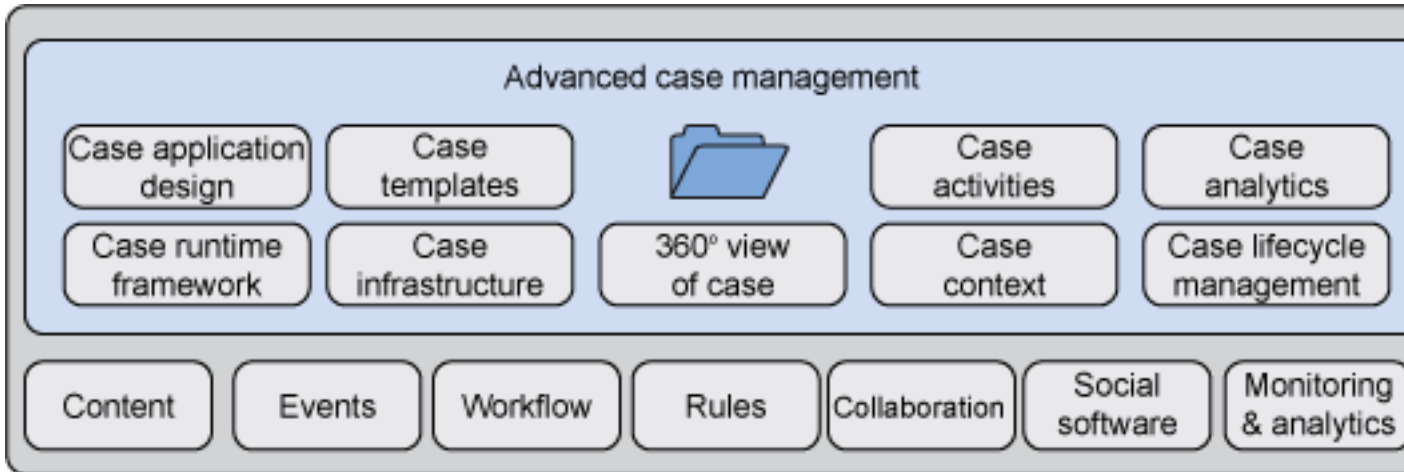 Advanced case management
Case application
design
Case
templates
Case
activities
Case
analytics
Case runtime
framework
Case
infrastructure
360° view
of case
Case
context
Case lifecycle
management
Content
Events
Workflow
Rules
Collaboration
Social
software
Monitoring
& analytics